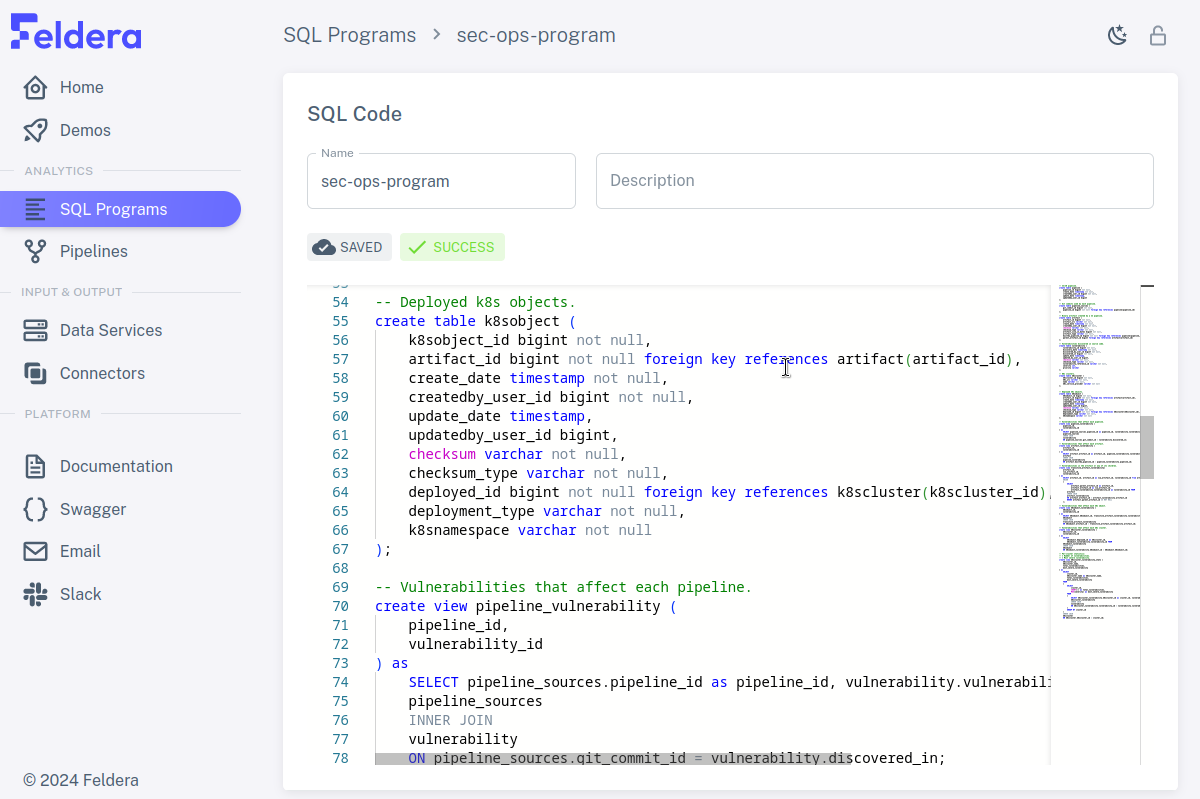 Feldera
SQL Programs > sec-ops-program
Home
Demos
ANALYTICS
SQL Programs
Pipelines
INPUT & OUTPUT
Data Services
Connectors
PLATFORM
Documentation
Swagger
Email
Slack
© 2024 Feldera
SQL Code
Name
sec-ops-program
Description
SAVED
SUCCESS
54 -- Deployed k8s objects.
55 create table k8sobject (
56 k8sobject_id bigint not null,
57 artifact_id bigint not null foreign key references artifact(artifact_id),
58 create_date timestamp not null,
59 createdby_user_id bigint not null,
60 update_date timestamp,
61 updatedby_user_id bigint,
62 checksum varchar not null,
63 checksum_type varchar not null,
64 deployed_id bigint not null foreign key references k8scluster(k8scluster_id)
65 deployment_type varchar not null,
66 k8snamespace varchar not null
67 );
68
69 -- Vulnerabilities that affect each pipeline.
70 create view pipeline_vulnerability (
71 pipeline_id,
72 vulnerability_id
73 ) as
74 SELECT pipeline_sources.pipeline_id as pipeline_id, vulnerability.vulnerabili
75 pipeline_sources
76 INNER JOIN
77 vulnerability
78 ON pipeline_sources.git_commit_id = vulnerability.discovered_in;